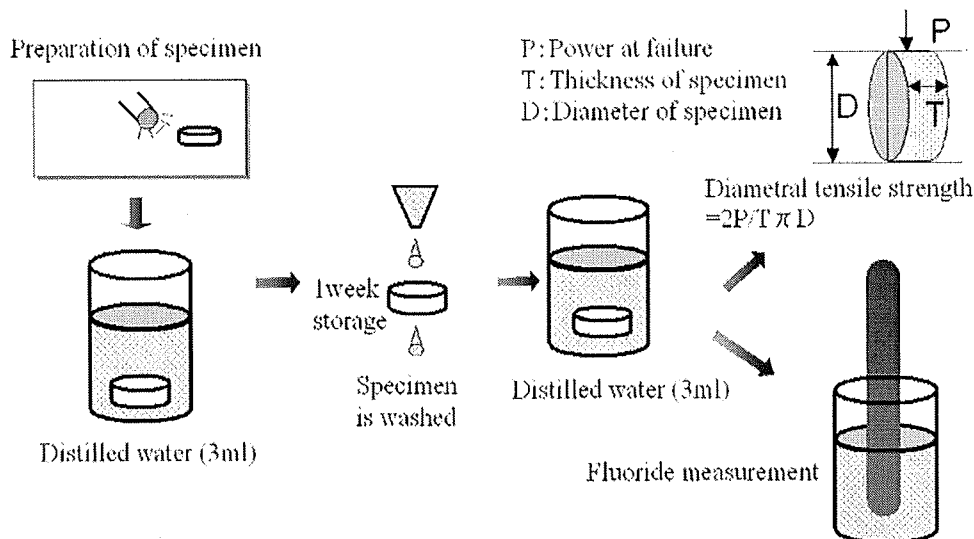 Preparation of specimen
P:Power at failure
T:Thickness of specimen
D:Diameter of specimen
P
D
T
Diametral tensile strength
=2P/TπD
1week
storage
Specimen
is washed
Distilled water (3ml)
Distilled water (3ml)
Fluoride measurement